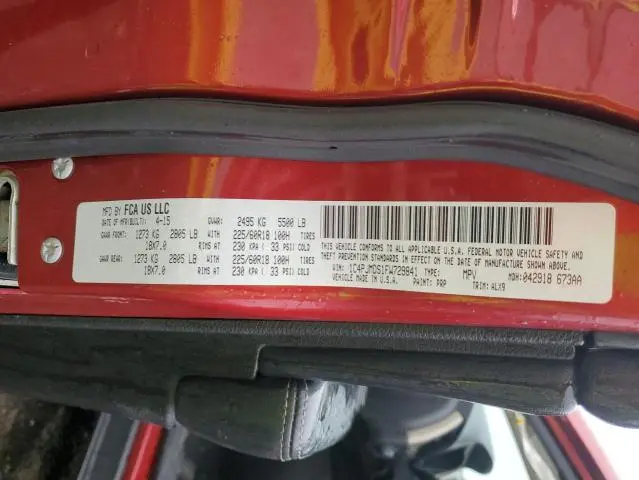 MFD BY FCA US LLC
DATE OF MFR(BUILT): 4-15 GVWR: 2495 KG 5500 LB
GAWR FRONT: 1273 KG 2805 LB WITH 225/60R18 100H TIRES
18X7.0 RIMS AT 230 KPA ( 33 PSI) COLD
GAWR REAR: 1273 KG 2805 LB WITH 225/60R18 100H TIRES
18X7.0 RIMS AT 230 KPA ( 33 PSI) COLD
THIS VEHICLE CONFORMS TO ALL APPLICABLE U.S.A. FEDERAL MOTOR VEHICLE SAFETY AND
THEFT PREVENTION STANDARDS IN EFFECT ON THE DATE OF MANUFACTURE SHOWN ABOVE.
VIN: 1C4PJMDS1FW729841 TYPE: MPV MDH: 042918 673AA
VEHICLE MADE IN U.S.A. PAINT: PRP TRIM: ALX9